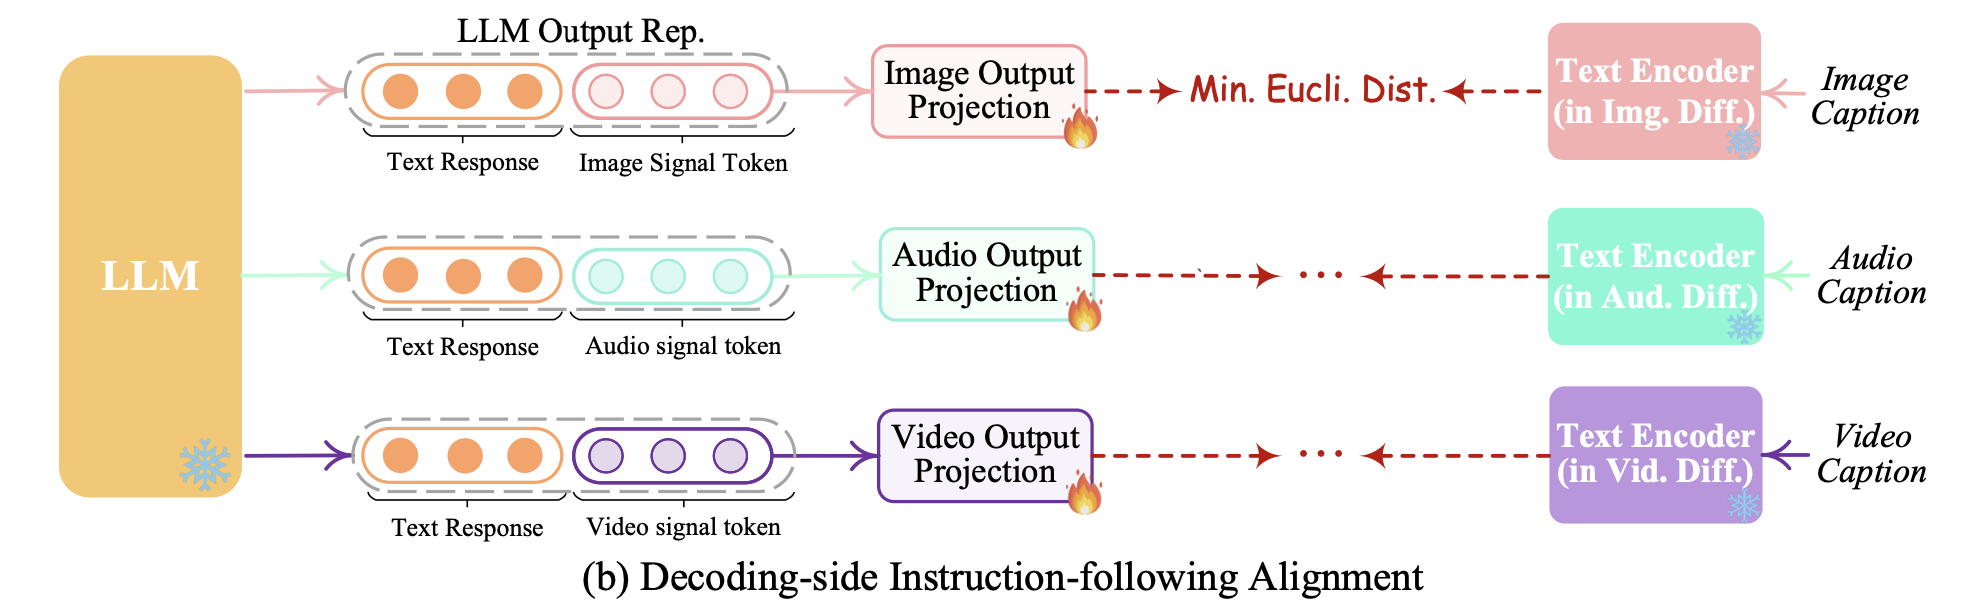 LLM Output Rep.
LLM
Text Response
Image Signal Token
Image Output
Projection
Min. Eucli. Dist.
Text Encoder
(in Img. Diff.)
Image
Caption
Text Response
Audio signal token
Audio Output
Projection
...
Text Encoder
(in Aud. Diff.)
Audio
Caption
Text Response
Video signal token
Video Output
Projection
...
Text Encoder
(in Vid. Diff.)
Video
Caption
(b) Decoding-side Instruction-following Alignment